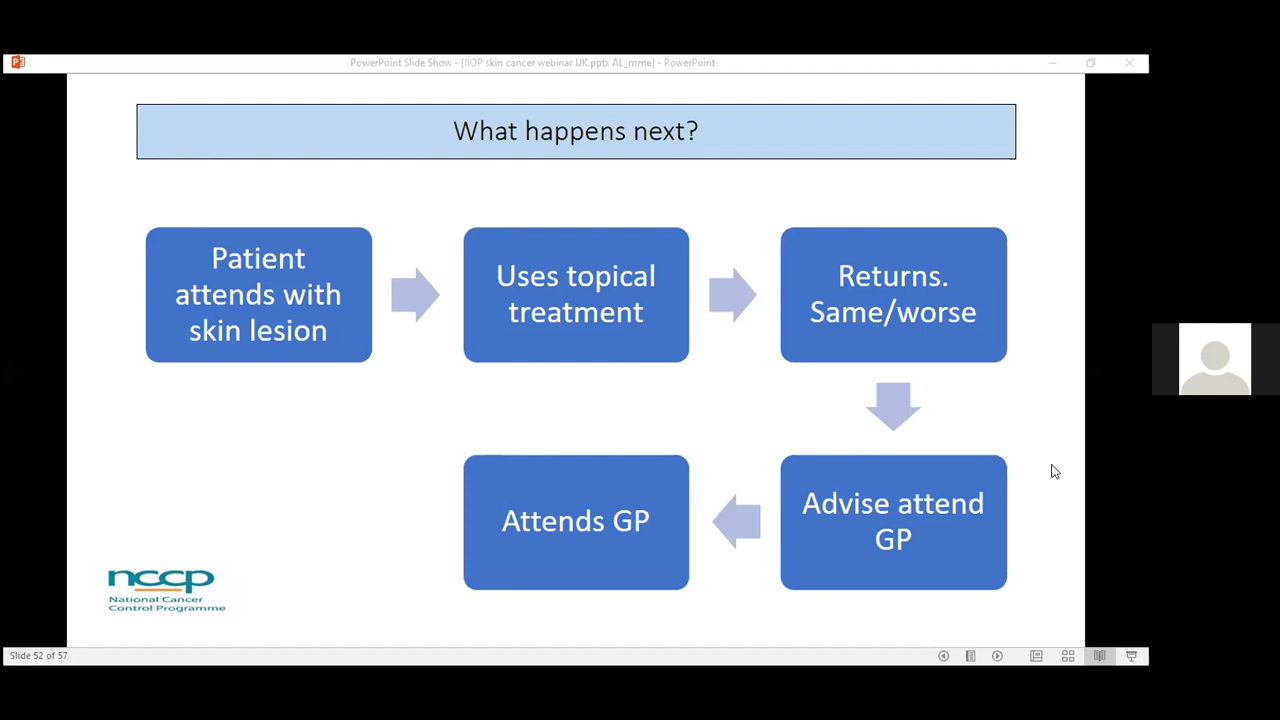 PowerPoint Slide Show - [IIOP skin cancer webinar UK.pptx AL_mme] - PowerPoint
What happens next?
Patient
attends with
skin lesion
Uses topical
treatment
Returns.
Same/worse
Advise attend
GP
Attends GP
nccp
National Cancer
Control Programme
Slide 52 of 57